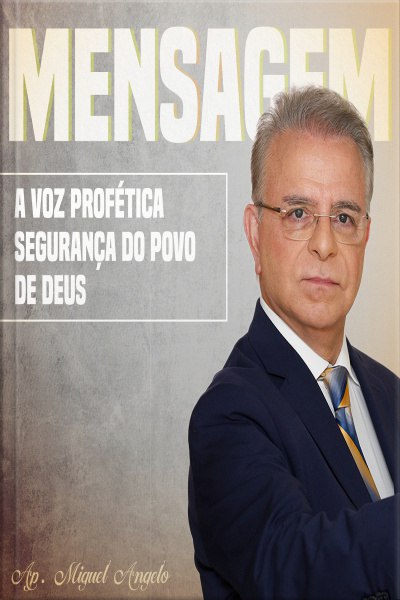 MENSAGEM
A VOZ PROFÉTICA
SEGURANÇA DO POVO
DE DEUS
Ap. Miguel Angelo